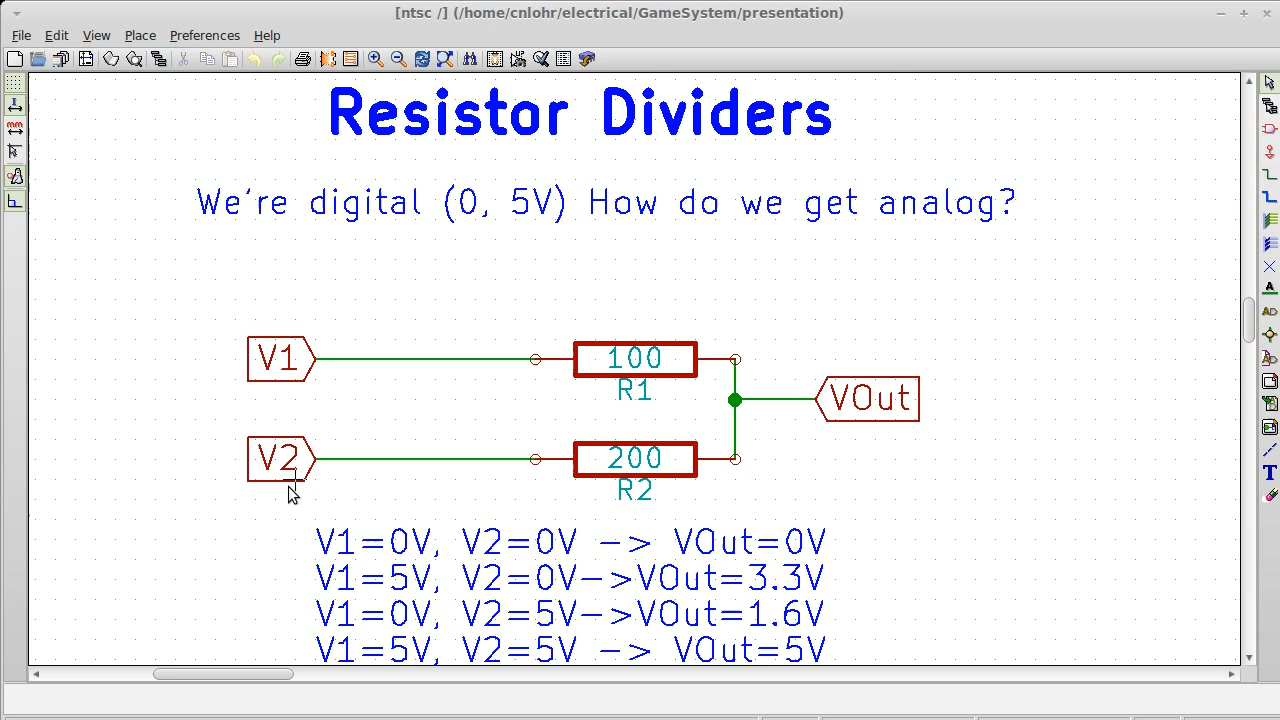 [ntsc /] (/home/cnlohr/electrical/GameSystem/presentation)
File Edit View Place Preferences Help
Resistor Dividers
We're digital (0, 5V) How do we get analog?
V1
100
R1
VOut
V2
200
R2
V1=0V, V2=0V -> VOut=0V
V1=5V, V2=0V->VOut=3.3V
V1=0V, V2=5V->VOut=1.6V
V1=5V, V2=5V -> VOut=5V